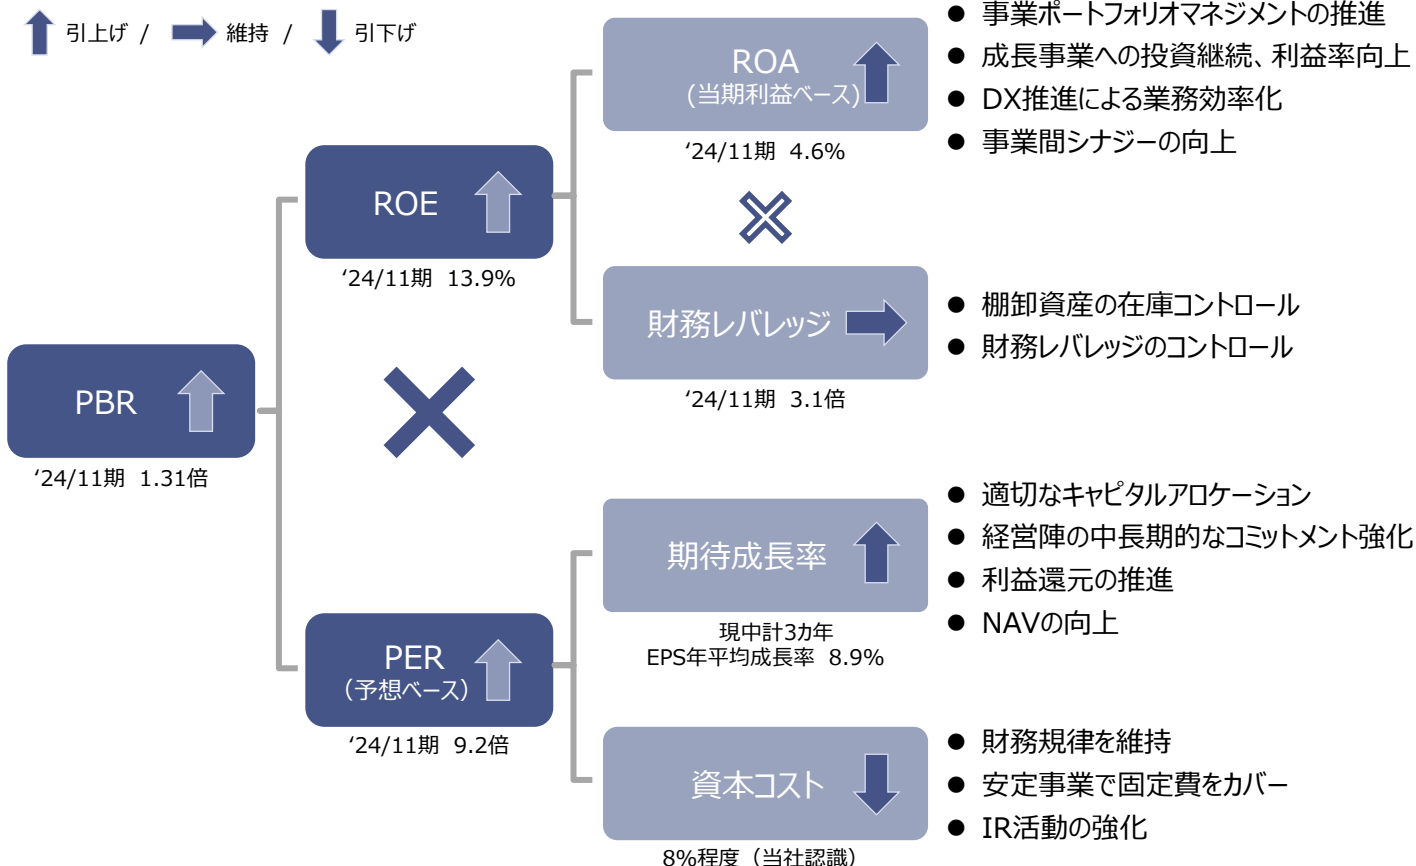 引上げ / 維持 / 引下げ
ROA
(当期利益ベース)
‘24/11期 4.6%
● 事業ポートフォリオマネジメントの推進
● 成長事業への投資継続、利益率向上
● DX推進による業務効率化
● 事業間シナジーの向上
ROE
‘24/11期 13.9%
財務レバレッジ
‘24/11期 3.1倍
● 棚卸資産の在庫コントロール
● 財務レバレッジのコントロール
PBR
‘24/11期 1.31倍
期待成長率
現中計3カ年
EPS年平均成長率 8.9%
● 適切なキャピタルアロケーション
● 経営陣の中長期的なコミットメント強化
● 利益還元の推進
● NAVの向上
PER
（予想ベース）
‘24/11期 9.2倍
資本コスト
8%程度（当社認識）
● 財務規律を維持
● 安定事業で固定費をカバー
● IR活動の強化